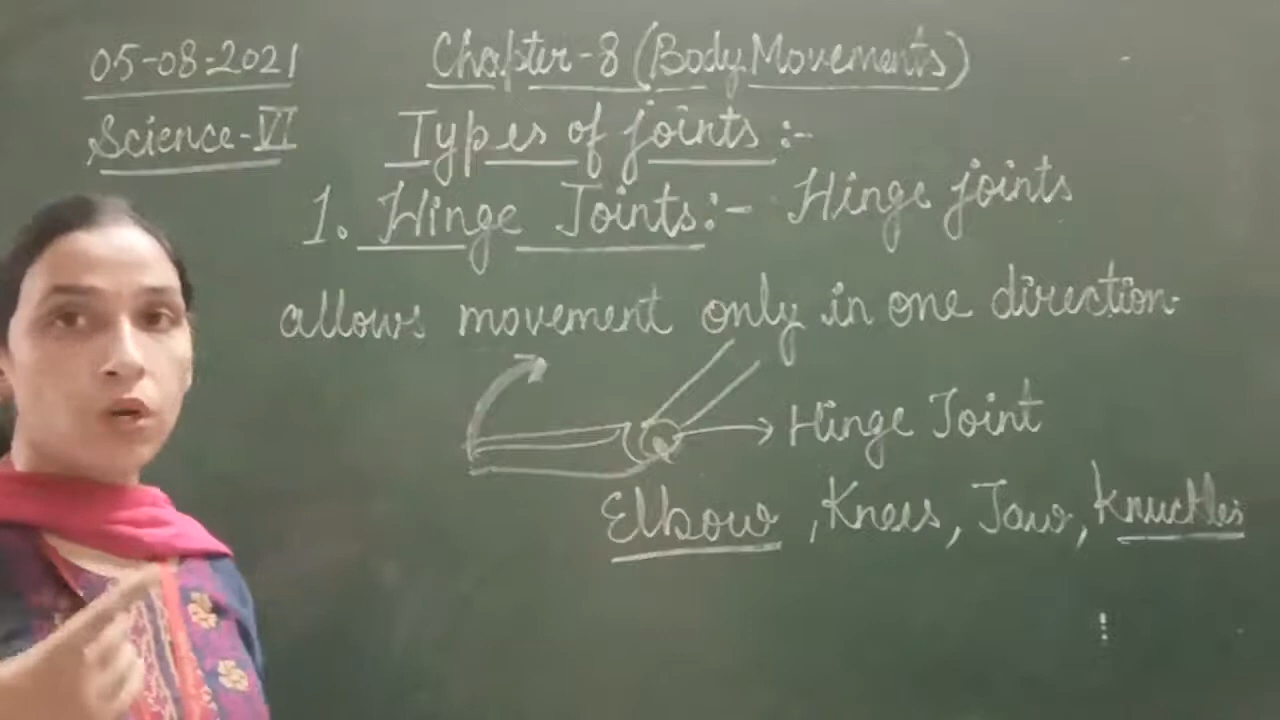 05-08-2021
Chapter-8 (Body Movements)
Science-VI
Types of joints :-
1. Hinge Joints :- Hinge joints
allows movement only in one direction.
Hinge Joint
Elbow, Knees, Jaw, Knuckles